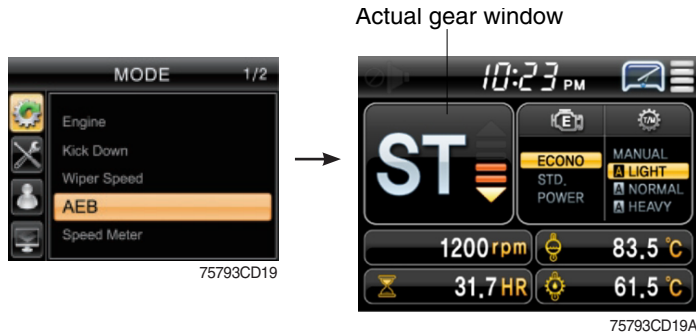 Actual gear window
MODE 1/2
Engine
Kick Down
Wiper Speed
AEB
Speed Meter
75793CD19
10:23 PM
ST
E
T/M
ECONO
STD.
POWER
MANUAL
A LIGHT
A NORMAL
A HEAVY
1200 rpm
83.5 °C
31.7 HR
61.5 °C
75793CD19A